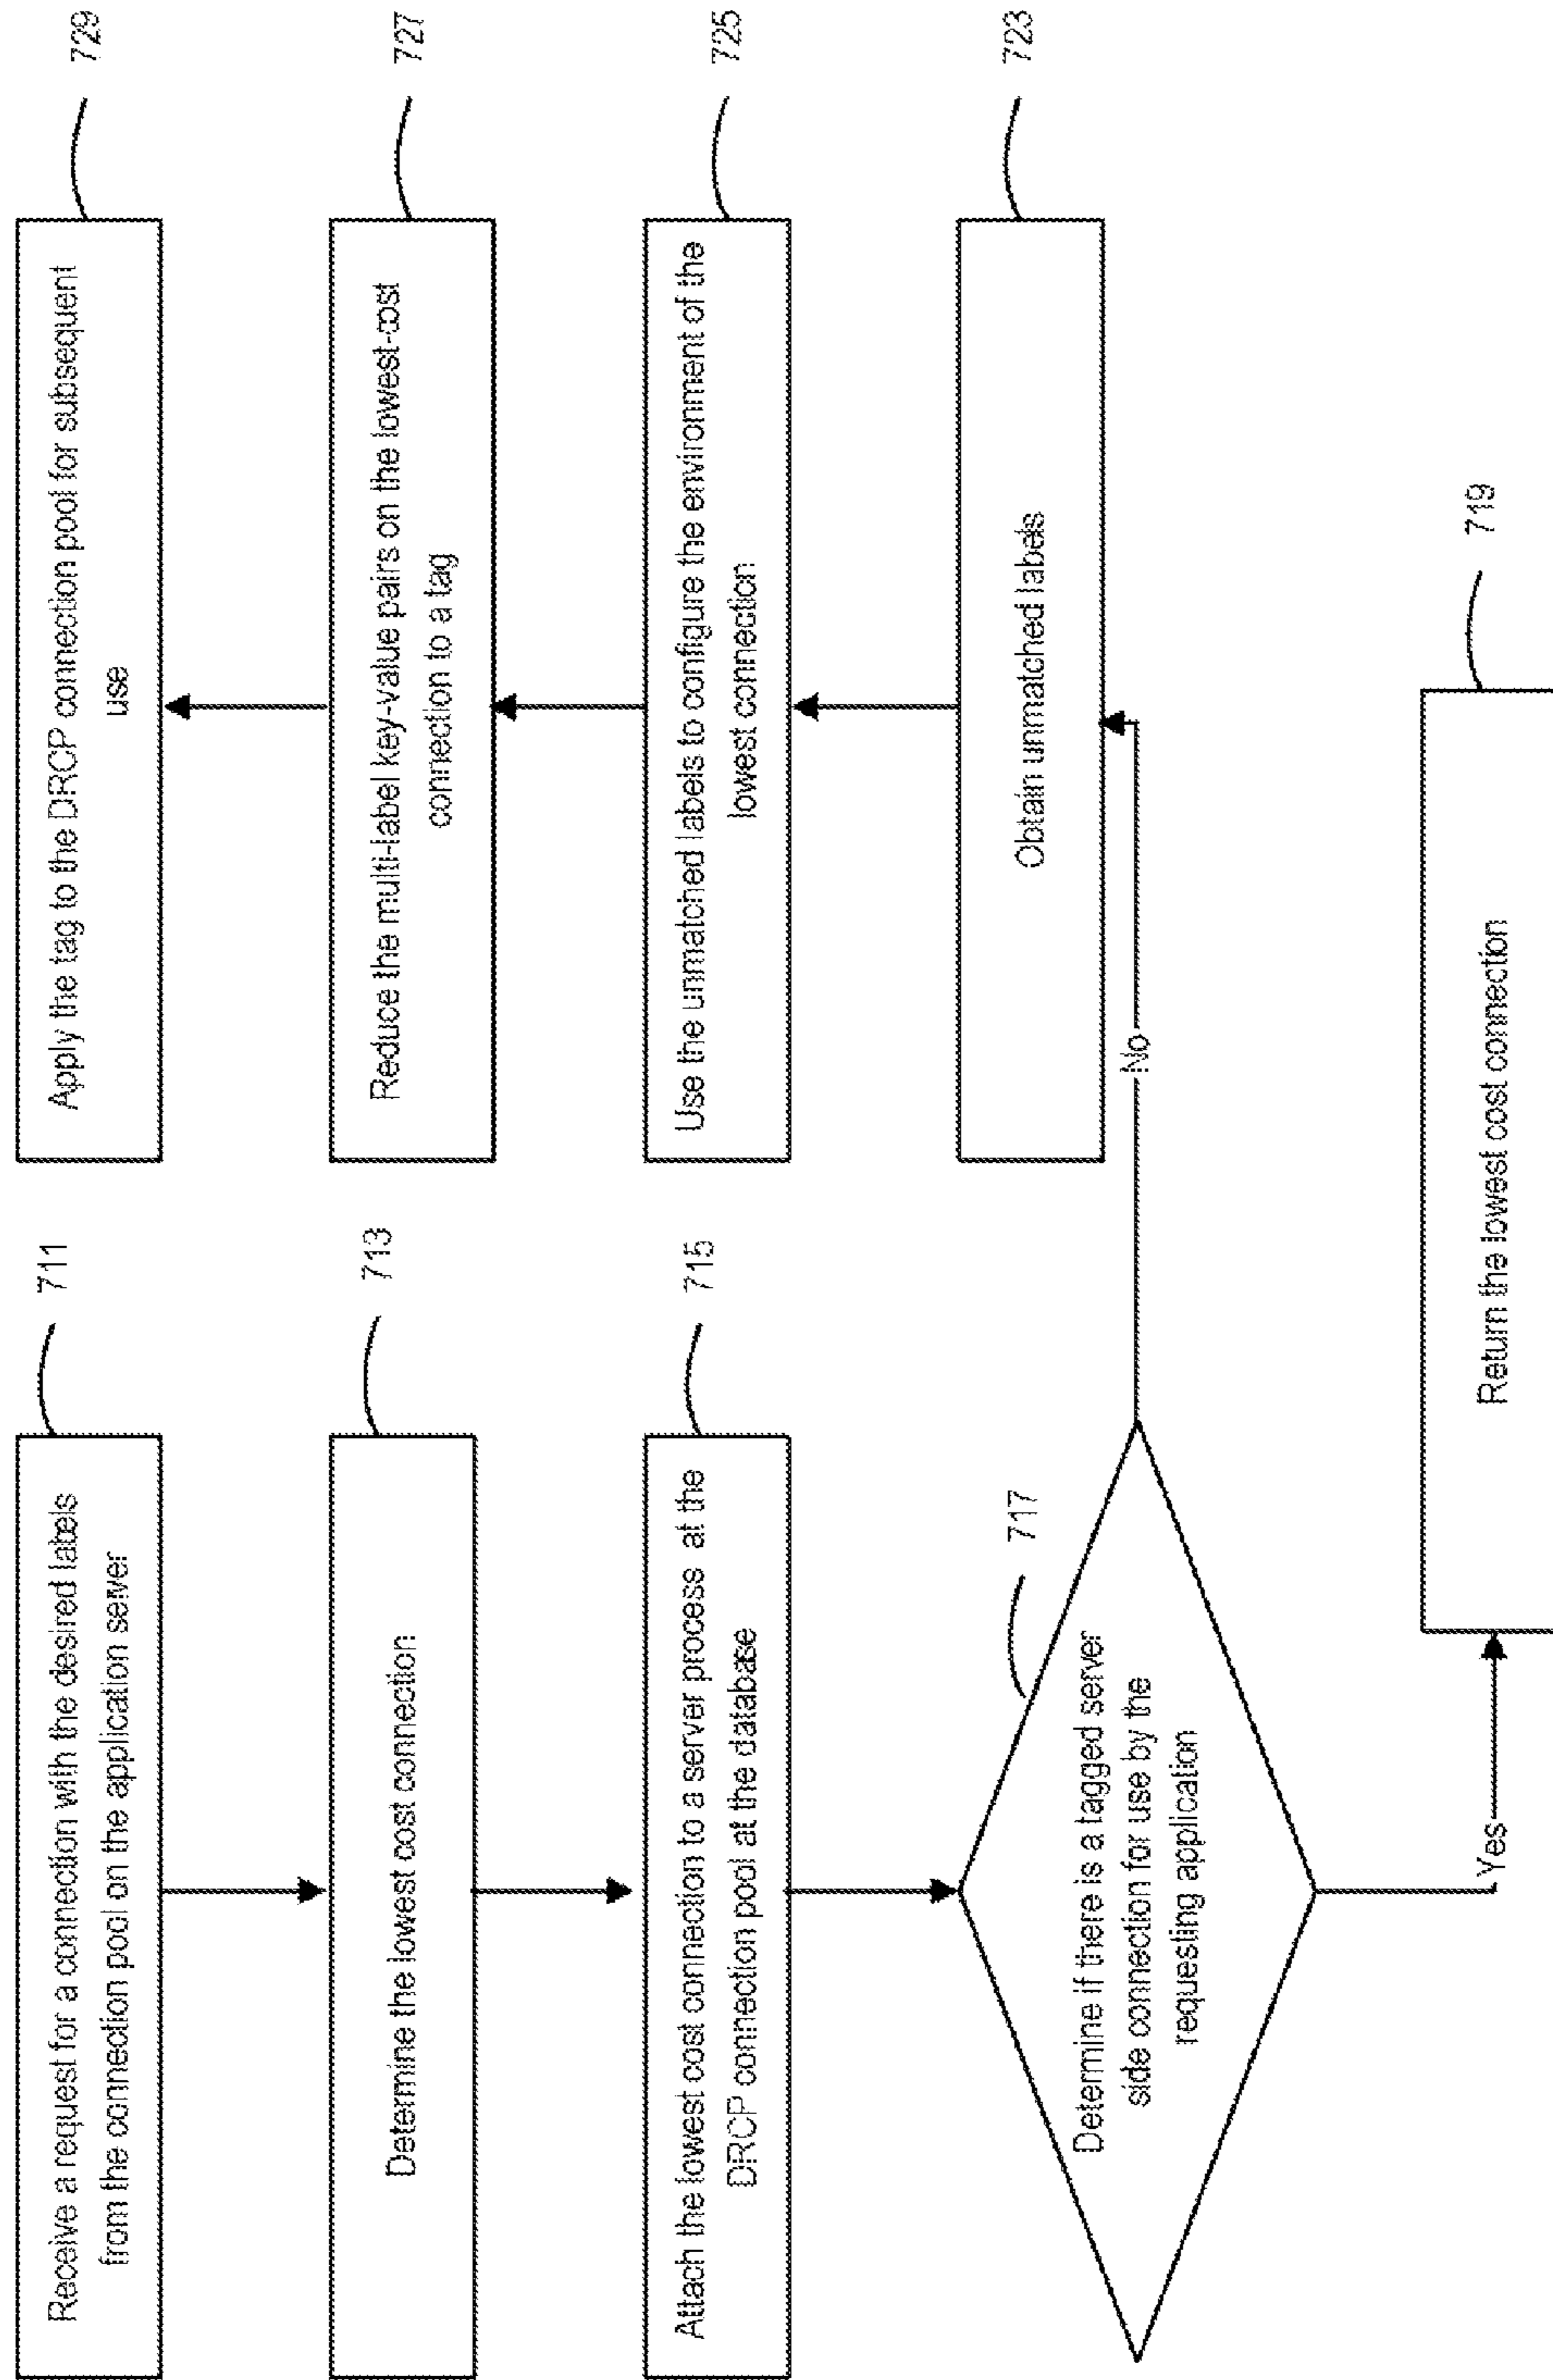 Receive a request for a connection with the desired labels
from the connection pool on the application server
711
Determine the lowest cost connection
713
Attach the lowest cost connection to a server process at the
DRCP connection pool at the database
715
Determine if there is a tagged server
side connection for use by the
requesting application
717
Yes
Return the lowest cost connection
719
No
Obtain unmatched labels
723
Use the unmatched labels to configure the environment of the
lowest connection
725
Reduce the multi-label key-value pairs on the lowest-cost
connection to a tag
727
Apply the tag to the DRCP connection pool for subsequent
use
729